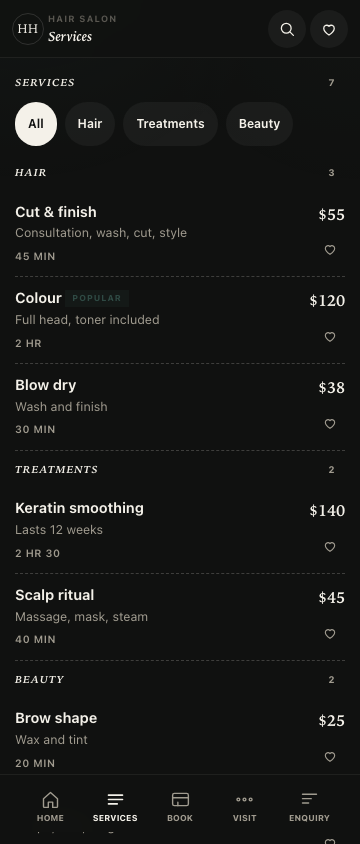 HH
HAIR SALON
Services
SERVICES 7
All Hair Treatments Beauty
HAIR 3
Cut & finish $55
Consultation, wash, cut, style
45 MIN
Colour POPULAR $120
Full head, toner included
2 HR
Blow dry $38
Wash and finish
30 MIN
TREATMENTS 2
Keratin smoothing $140
Lasts 12 weeks
2 HR 30
Scalp ritual $45
Massage, mask, steam
40 MIN
BEAUTY 2
Brow shape $25
Wax and tint
20 MIN
HOME SERVICES BOOK VISIT ENQUIRY